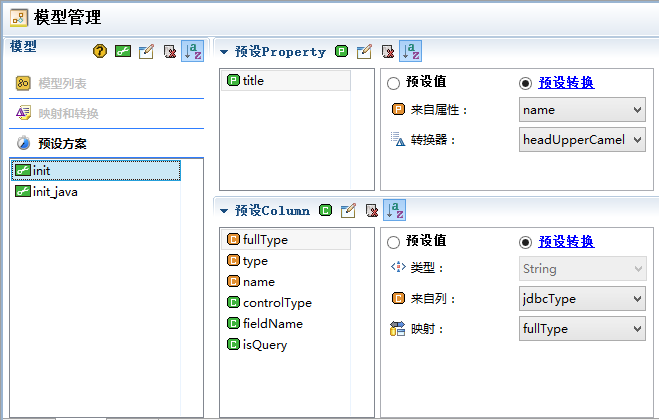 模型管理
模型
模型列表
映射和转换
预设方案
init
init_java
预设Property
title
预设值
预设转换
来自属性：
name
转换器：
headUpperCamel
预设Column
fullType
type
name
controlType
fieldName
isQuery
预设值
预设转换
类型：
String
来自列：
jdbcType
映射：
fullType